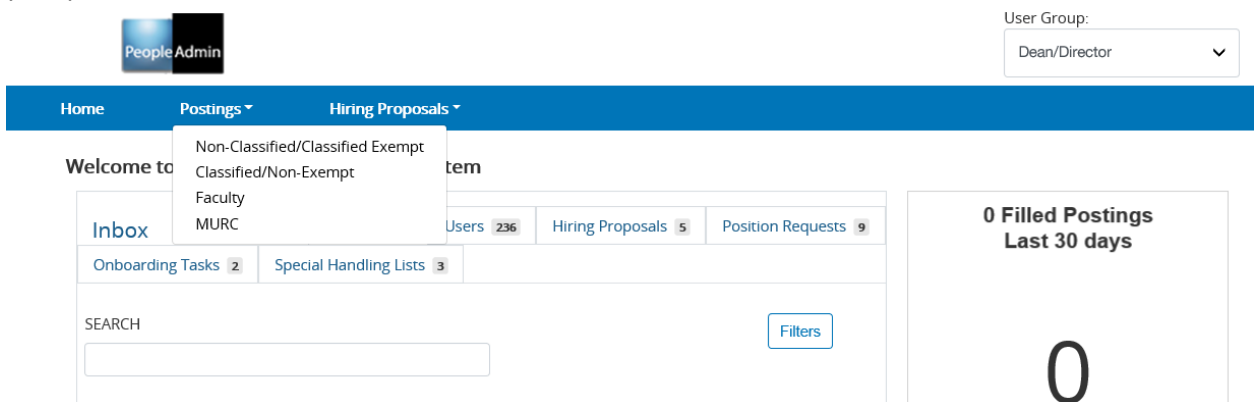 User Group:
PeopleAdmin
Dean/Director
Home Postings Hiring Proposals
Non-Classified/Classified Exempt
Welcome to tem
Classified/Non-Exempt
Faculty
MURC
Inbox Users 236 Hiring Proposals 5 Position Requests 9
Onboarding Tasks 2 Special Handling Lists 3
SEARCH
Filters
0 Filled Postings
Last 30 days
0